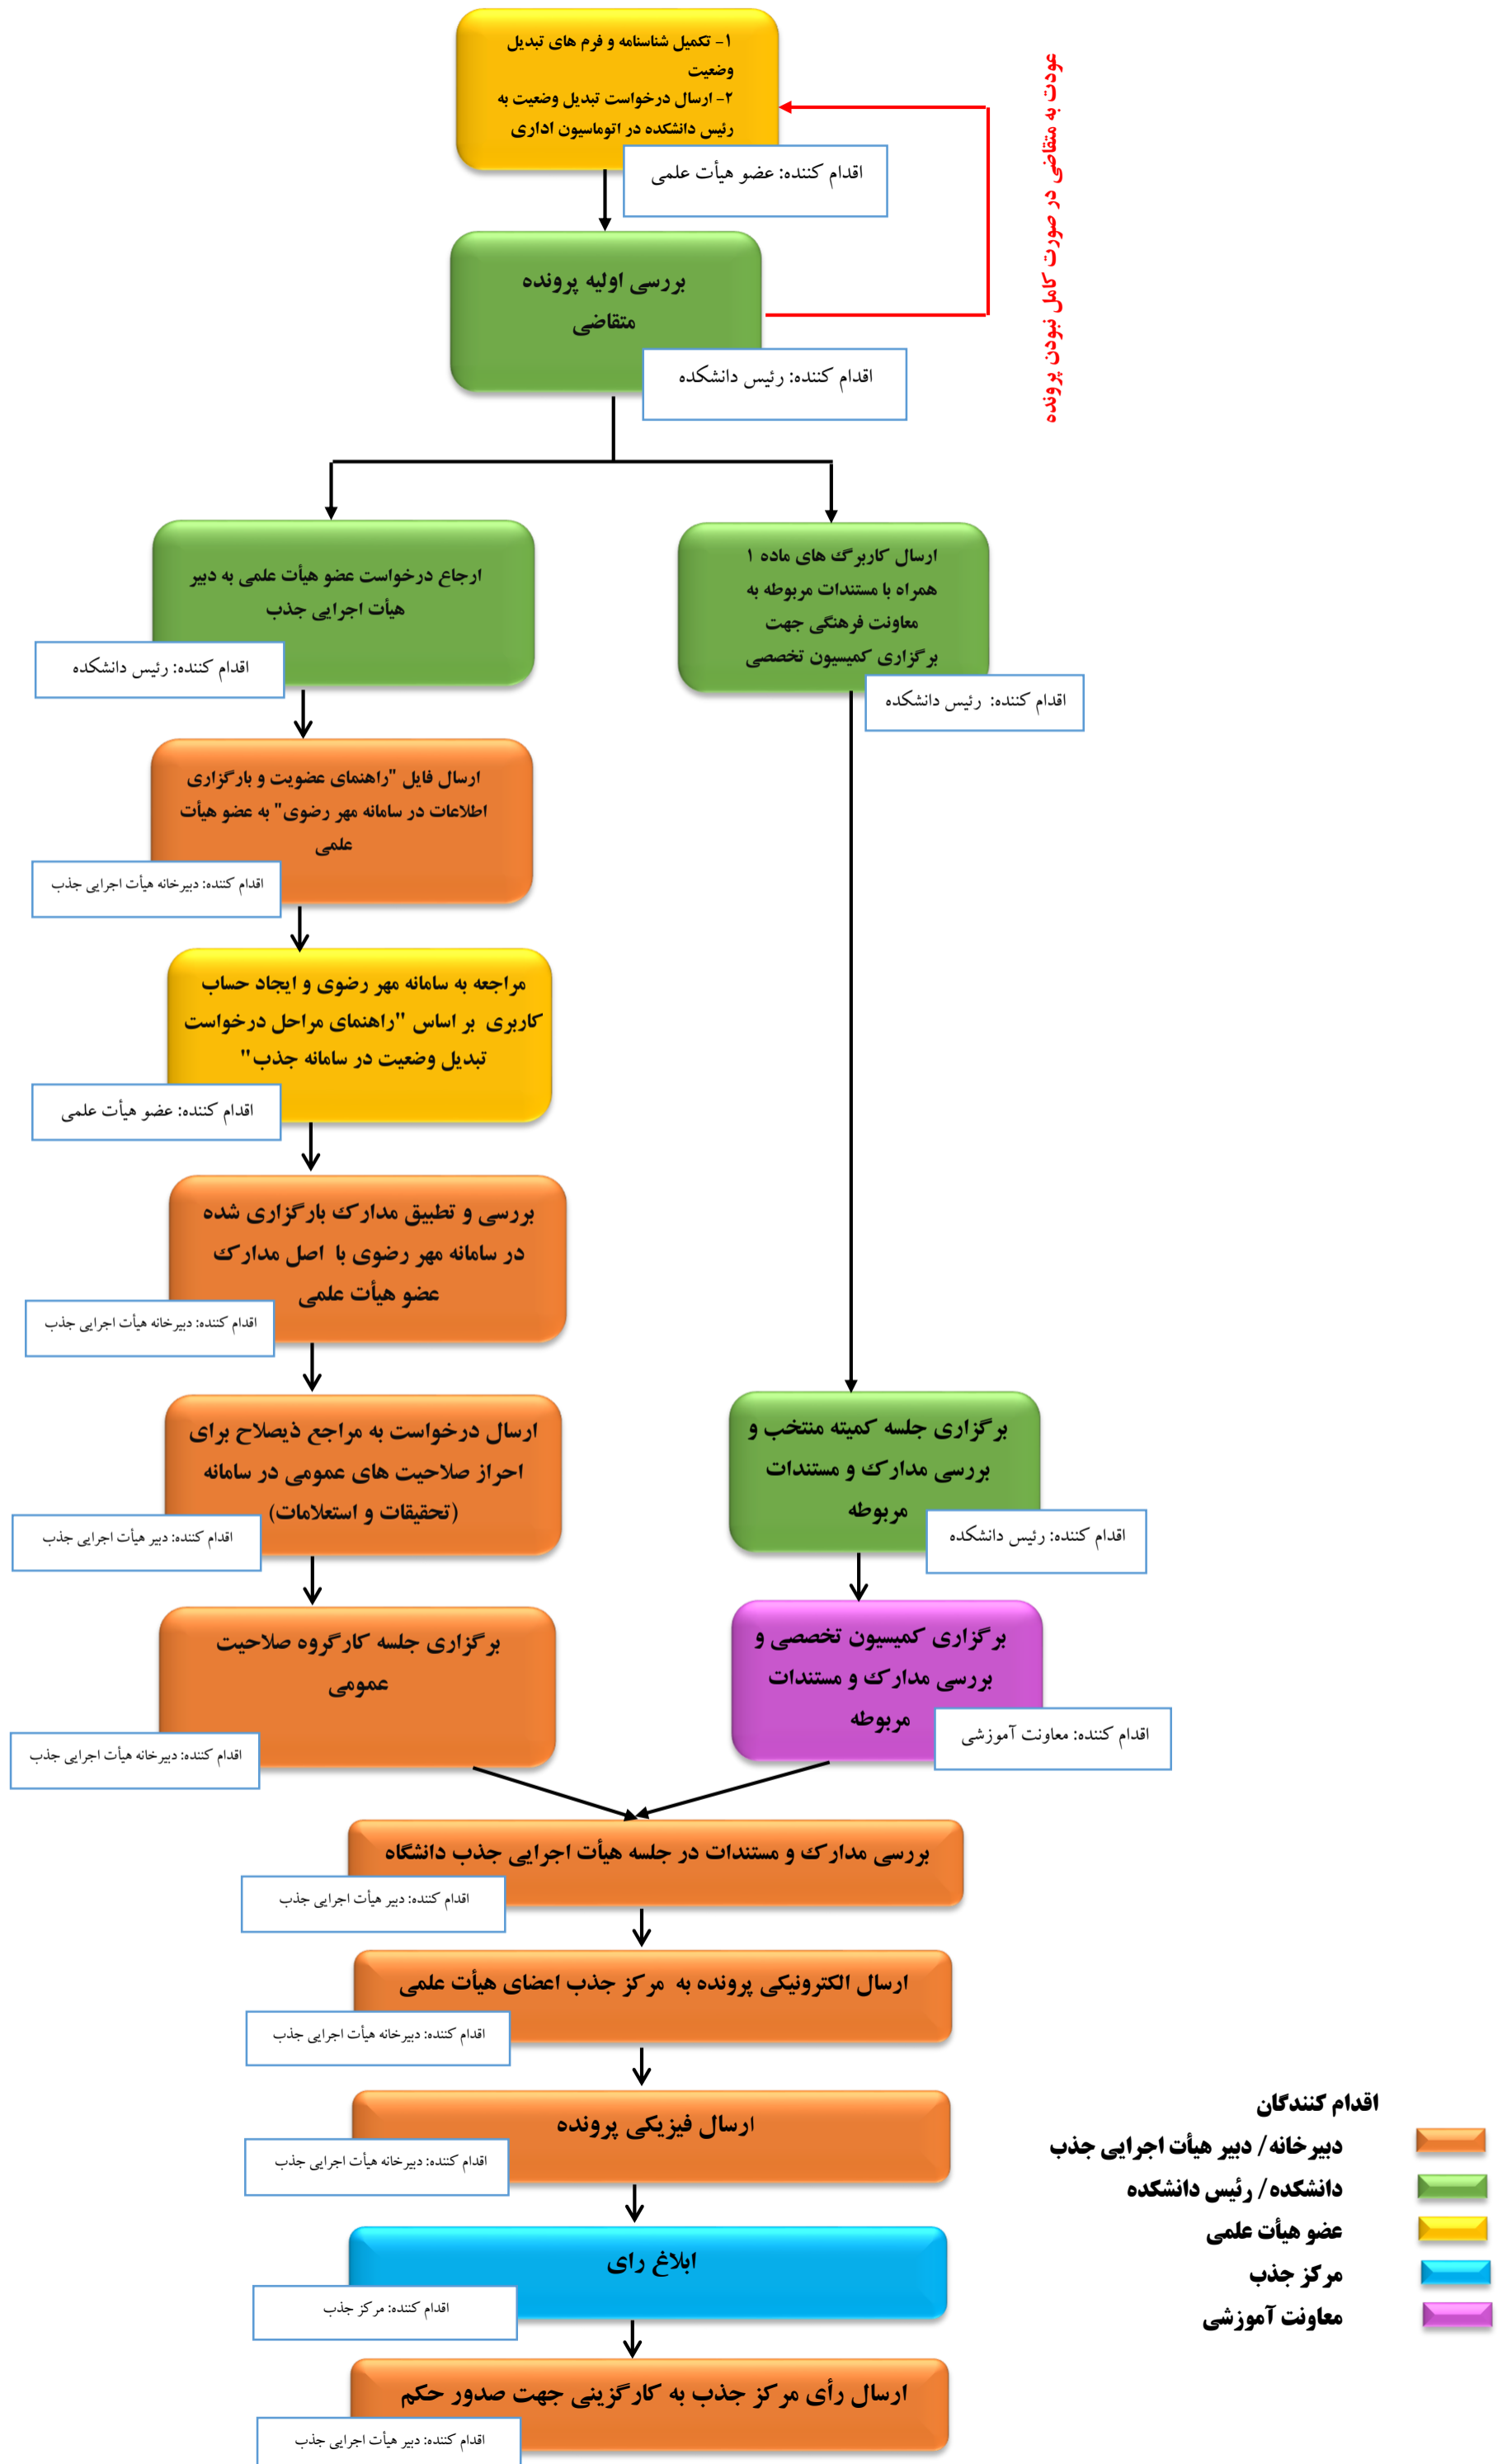 ۱- تکمیل شناسنامه و فرم های تبدیل
وضعیت
۲- ارسال درخواست تبدیل وضعیت به
رئیس دانشکده در اتوماسیون اداری
اقدام کننده: عضو هیأت علمی
عودت به متقاضی در صورت کامل نبودن پرونده
بررسی اولیه پرونده
متقاضی
اقدام کننده: رئیس دانشکده
ارسال کاربرگ های ماده ۱
همراه با مستندات مربوطه به
معاونت فرهنگی جهت
برگزاری کمیسیون تخصصی
اقدام کننده: رئیس دانشکده
ارجاع درخواست عضو هیأت علمی به دبیر
هیأت اجرایی جذب
اقدام کننده: رئیس دانشکده
ارسال فایل "راهنمای عضویت و بارگزاری
اطلاعات در سامانه مهر رضوی" به عضو هیأت
علمی
اقدام کننده: دبیرخانه هیأت اجرایی جذب
مراجعه به سامانه مهر رضوی و ایجاد حساب
کاربری بر اساس "راهنمای مراحل درخواست
تبدیل وضعیت در سامانه جذب"
اقدام کننده: عضو هیأت علمی
بررسی و تطبیق مدارک بارگزاری شده
در سامانه مهر رضوی با اصل مدارک
عضو هیأت علمی
اقدام کننده: دبیرخانه هیأت اجرایی جذب
برگزاری جلسه کمیته منتخب و
بررسی مدارک و مستندات
مربوطه
اقدام کننده: رئیس دانشکده
ارسال درخواست به مراجع ذیصلاح برای
احراز صلاحیت های عمومی در سامانه
(تحقیقات و استعلامات)
اقدام کننده: دبیر هیأت اجرایی جذب
برگزاری کمیسیون تخصصی و
بررسی مدارک و مستندات
مربوطه
اقدام کننده: معاونت آموزشی
برگزاری جلسه کارگروه صلاحیت
عمومی
اقدام کننده: دبیرخانه هیأت اجرایی جذب
بررسی مدارک و مستندات در جلسه هیأت اجرایی جذب دانشگاه
اقدام کننده: دبیر هیأت اجرایی جذب
ارسال الکترونیکی پرونده به مرکز جذب اعضای هیأت علمی
اقدام کننده: دبیرخانه هیأت اجرایی جذب
ارسال فیزیکی پرونده
اقدام کننده: دبیرخانه هیأت اجرایی جذب
ابلاغ رای
اقدام کننده: مرکز جذب
ارسال رأی مرکز جذب به کارگزینی جهت صدور حکم
اقدام کننده: دبیر هیأت اجرایی جذب
اقدام کنندگان
دبیرخانه/ دبیر هیأت اجرایی جذب
دانشکده/ رئیس دانشکده
عضو هیأت علمی
مرکز جذب
معاونت آموزشی